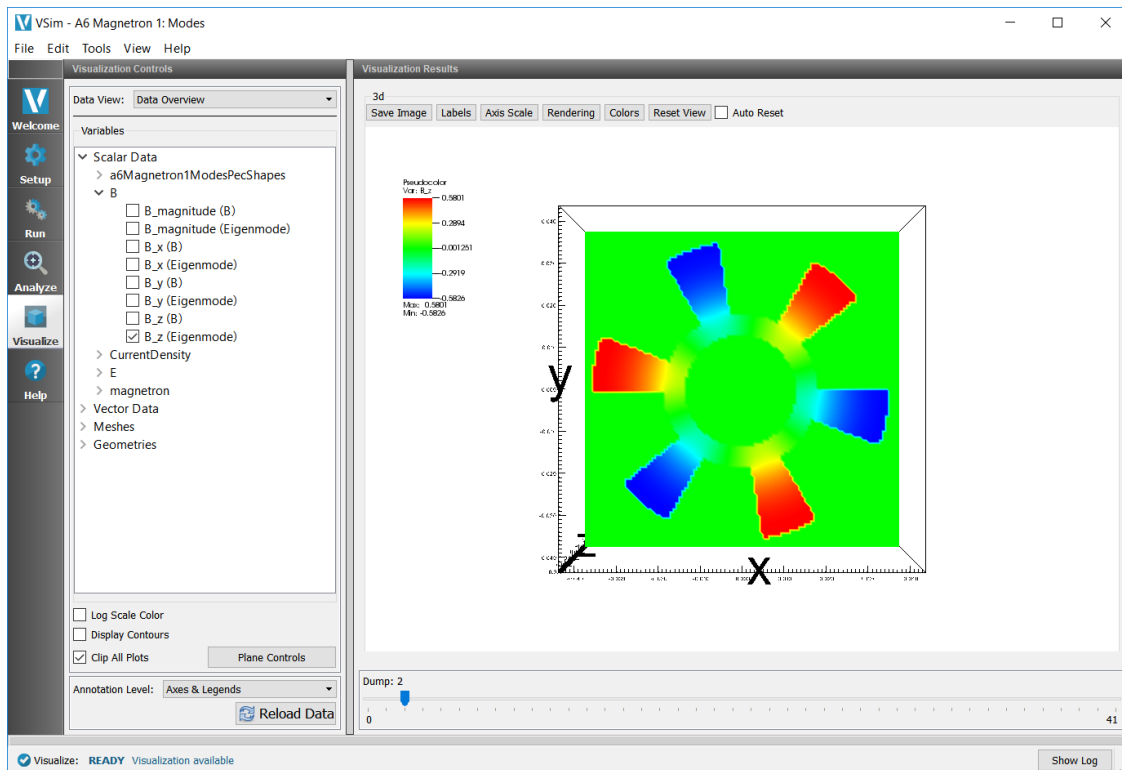 VSim - A6 Magnetron 1: Modes
File Edit Tools View Help
Visualization Controls
Data View: Data Overview
Variables
Scalar Data
a6Magnetron1ModesPecShapes
B
B_magnitude (B)
B_magnitude (Eigenmode)
B_x (B)
B_x (Eigenmode)
B_y (B)
B_y (Eigenmode)
B_z (B)
B_z (Eigenmode)
CurrentDensity
E
magnetron
Vector Data
Meshes
Geometries
Log Scale Color
Display Contours
Clip All Plots
Plane Controls
Annotation Level: Axes & Legends
Reload Data
Welcome
Setup
Run
Analyze
Visualize
Help
Visualization Results
3d
Save Image Labels Axis Scale Rendering Colors Reset View Auto Reset
Pseudocolor
Var: B_z
0.5801
0.2894
-0.001251
-0.2919
-0.5826
Max: 0.5801
Min: -0.5826
y
z
x
Dump: 2
0 41
Visualize: READY Visualization available
Show Log